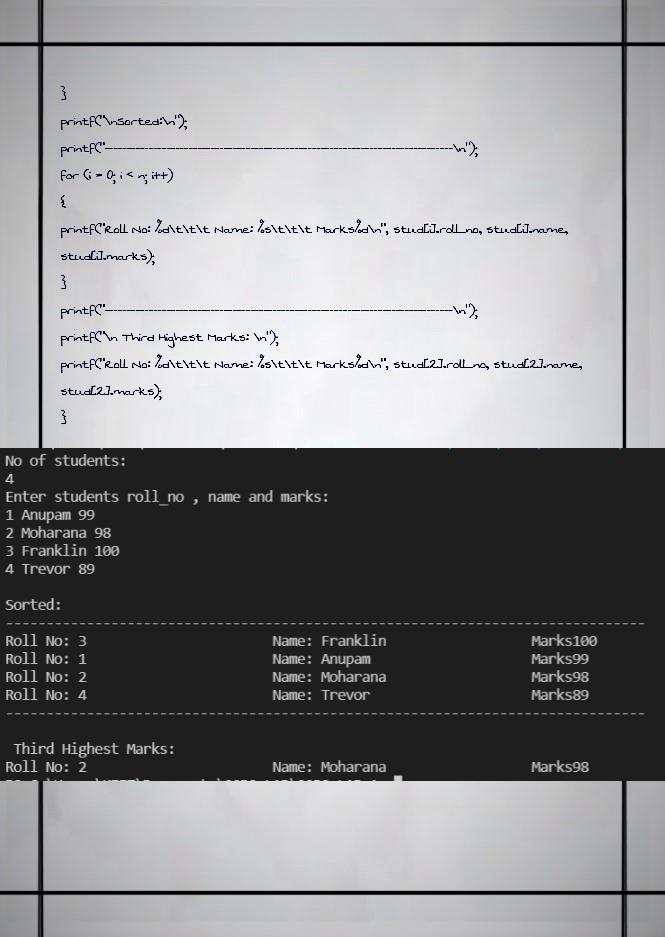 }
printf("\nSorted:\n");
printf("--------------------------------------------------------------------------------\n");
for (i = 0; i < n; i++)
{
printf("Roll No: %d\t\t\t Name: %s\t\t\t Marks%d\n", stud[i].roll_no, stud[i].name,
stud[i].marks);
}
printf("--------------------------------------------------------------------------------\n");
printf("\n Third Highest Marks: \n");
printf("Roll No: %d\t\t\t Name: %s\t\t\t Marks%d\n", stud[2].roll_no, stud[2].name,
stud[2].marks);
}
No of students:
4
Enter students roll_no , name and marks:
1 Anupam 99
2 Moharana 98
3 Franklin 100
4 Trevor 89
Sorted:
--------------------------------------------------------------------------------
Roll No: 3 Name: Franklin Marks100
Roll No: 1 Name: Anupam Marks99
Roll No: 2 Name: Moharana Marks98
Roll No: 4 Name: Trevor Marks89
--------------------------------------------------------------------------------
Third Highest Marks:
Roll No: 2 Name: Moharana Marks98